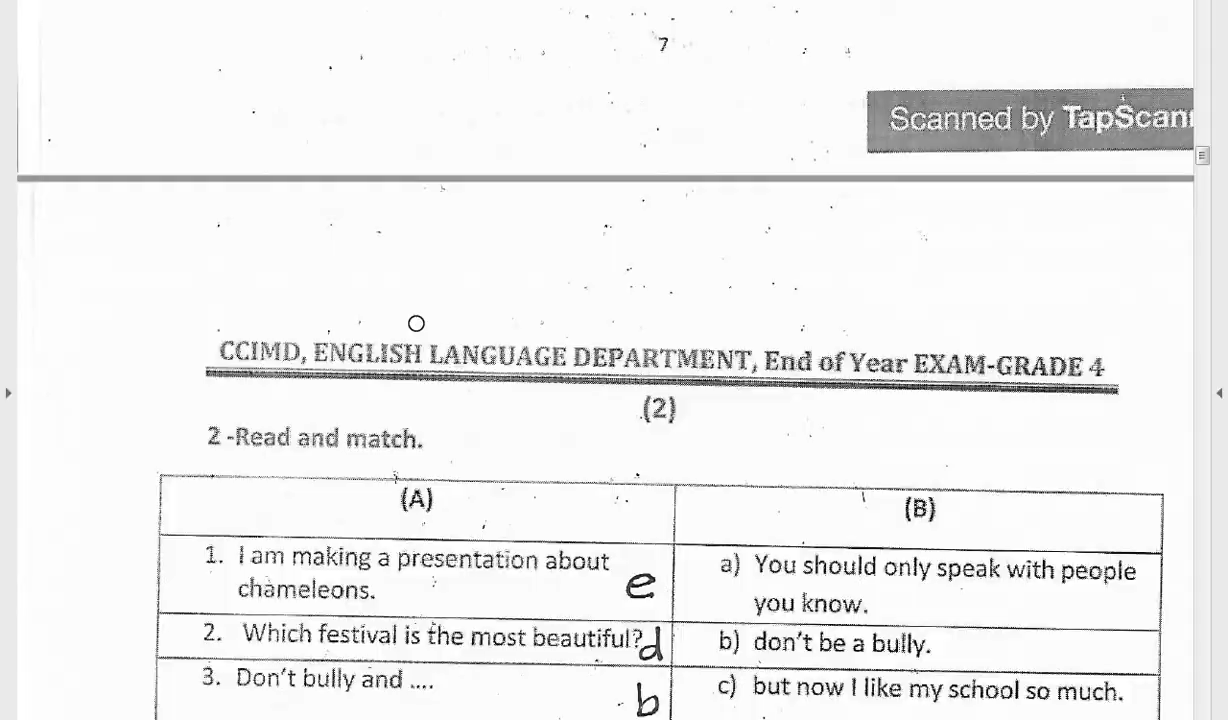 7
Scanned by TapScan
CCIMD, ENGLISH LANGUAGE DEPARTMENT, End of Year EXAM-GRADE 4
(2)
2 -Read and match.
(A)
(B)
1. I am making a presentation about
chameleons.
e
a) You should only speak with people
you know.
2. Which festival is the most beautiful?
d
b) don't be a bully.
3. Don't bully and ....
b
c) but now I like my school so much.